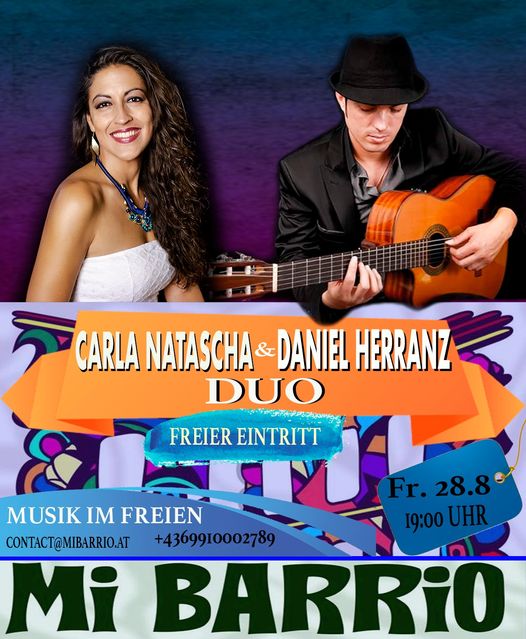 CARLA NATASCHA & DANIEL HERRANZ
DUO
FREIER EINTRITT
Fr. 28.8
19:00 UHR
MUSIK IM FREIEN
CONTACT@MIBARRIO.AT +4369910002789
Mi BARRiO